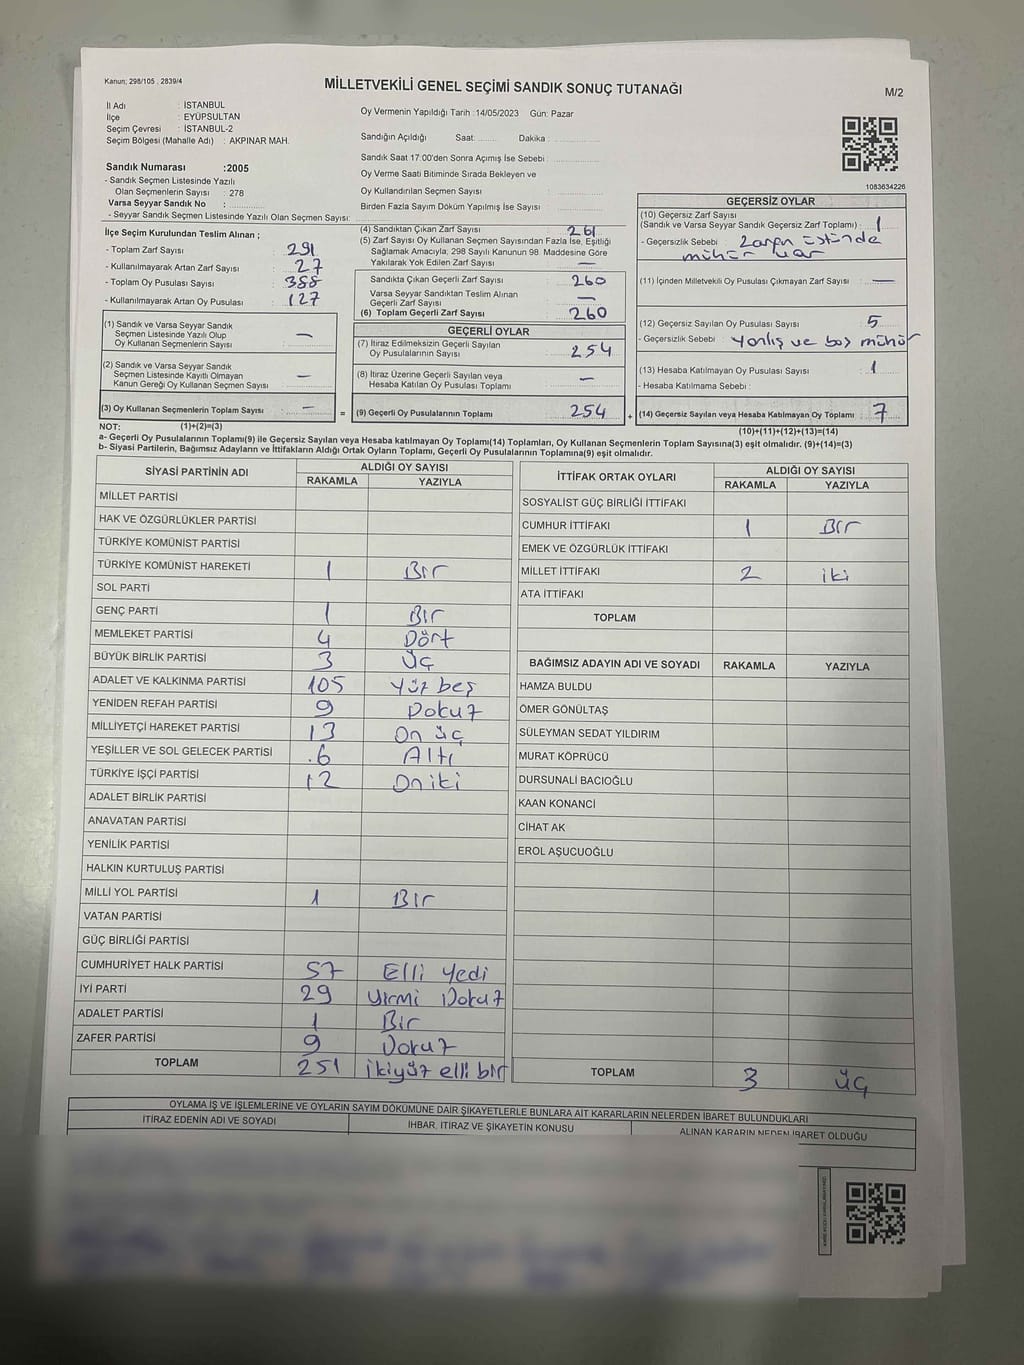 Kanun; 298/105 , 2839/4
MİLLETVEKİLİ GENEL SEÇİMİ SANDIK SONUÇ TUTANAĞI
M/2
İl Adı : İSTANBUL
İlçe : EYÜPSULTAN
Seçim Çevresi : İSTANBUL-2
Seçim Bölgesi (Mahalle Adı) : AKPINAR MAH.
Oy Vermenin Yapıldığı Tarih : 14/05/2023 Gün: Pazar
Sandığın Açıldığı Saat: Dakika :
Sandık Saat 17:00'den Sonra Açımış İse Sebebi :
Oy Verme Saati Bitiminde Sırada Bekleyen ve
Oy Kullandırılan Seçmen Sayısı
Birden Fazla Sayım Döküm Yapılmış İse Sayısı :
Sandık Numarası : 2005
- Sandık Seçmen Listesinde Yazılı
Olan Seçmenlerin Sayısı : 278
Varsa Seyyar Sandık No :
- Seyyar Sandık Seçmen Listesinde Yazılı Olan Seçmen Sayısı:
1083634226
İlçe Seçim Kurulundan Teslim Alınan ;
- Toplam Zarf Sayısı : 291
- Kullanılmayarak Artan Zarf Sayısı : 27
- Toplam Oy Pusulası Sayısı : 388
- Kullanılmayarak Artan Oy Pusulası : 127
(1) Sandık ve Varsa Seyyar Sandık
Seçmen Listesinde Yazılı Olup
Oy Kullanan Seçmenlerin Sayısı : —
(2) Sandık ve Varsa Seyyar Sandık
Seçmen Listesinde Kayıtlı Olmayan
Kanun Gereği Oy Kullanan Seçmen Sayısı : —
(3) Oy Kullanan Seçmenlerin Toplam Sayısı : — =
(4) Sandıktan Çıkan Zarf Sayısı : 261
(5) Zarf Sayısı Oy Kullanan Seçmen Sayısından Fazla İse, Eşitliği
Sağlamak Amacıyla; 298 Sayılı Kanunun 98. Maddesine Göre
Yakılarak Yok Edilen Zarf Sayısı : —
Sandıkta Çıkan Geçerli Zarf Sayısı : 260
Varsa Seyyar Sandıktan Teslim Alınan
Geçerli Zarf Sayısı : —
(6) Toplam Geçerli Zarf Sayısı : 260
GEÇERLİ OYLAR
(7) İtiraz Edilmeksizin Geçerli Sayılan
Oy Pusulalarının Sayısı : 254
(8) İtiraz Üzerine Geçerli Sayılan veya
Hesaba Katılan Oy Pusulası Toplamı : —
(9) Geçerli Oy Pusulalarının Toplamı : 254 +
GEÇERSİZ OYLAR
(10) Geçersiz Zarf Sayısı
(Sandık ve Varsa Seyyar Sandık Geçersiz Zarf Toplamı) : 1
- Geçersizlik Sebebi : Zarfın üstünde
mühür var
(11) İçinden Milletvekili Oy Pusulası Çıkmayan Zarf Sayısı : —
(12) Geçersiz Sayılan Oy Pusulası Sayısı : 5
- Geçersizlik Sebebi : Yanlış ve boş mühür
(13) Hesaba Katılmayan Oy Pusulası Sayısı : 1
- Hesaba Katılmama Sebebi :
(14) Geçersiz Sayılan veya Hesaba Katılmayan Oy Toplamı : 7
NOT: (1)+(2)=(3)
(10)+(11)+(12)+(13)=(14)
a- Geçerli Oy Pusulalarının Toplamı(9) ile Geçersiz Sayılan veya Hesaba katılmayan Oy Toplamı(14) Toplamları, Oy Kullanan Seçmenlerin Toplam Sayısına(3) eşit olmalıdır. (9)+(14)=(3)
b- Siyasi Partilerin, Bağımsız Adayların ve İttifakların Aldığı Ortak Oyların Toplamı, Geçerli Oy Pusulalarının Toplamına(9) eşit olmalıdır.
SİYASİ PARTİNİN ADI ALDIĞI OY SAYISI
RAKAMLA YAZIYLA
MİLLET PARTİSİ
HAK VE ÖZGÜRLÜKLER PARTİSİ
TÜRKİYE KOMÜNİST PARTİSİ
TÜRKİYE KOMÜNİST HAREKETİ 1 Bir
SOL PARTİ
GENÇ PARTİ 1 Bir
MEMLEKET PARTİSİ 4 Dört
BÜYÜK BİRLİK PARTİSİ 3 Üç
ADALET VE KALKINMA PARTİSİ 105 Yüz beş
YENİDEN REFAH PARTİSİ 9 Dokuz
MİLLİYETÇİ HAREKET PARTİSİ 13 On üç
YEŞİLLER VE SOL GELECEK PARTİSİ 6 Altı
TÜRKİYE İŞÇİ PARTİSİ 12 On iki
ADALET BİRLİK PARTİSİ
ANAVATAN PARTİSİ
YENİLİK PARTİSİ
HALKIN KURTULUŞ PARTİSİ
MİLLİ YOL PARTİSİ 1 Bir
VATAN PARTİSİ
GÜÇ BİRLİĞİ PARTİSİ
CUMHURİYET HALK PARTİSİ 57 Elli Yedi
İYİ PARTİ 29 Yirmi Dokuz
ADALET PARTİSİ 1 Bir
ZAFER PARTİSİ 9 Dokuz
TOPLAM 251 ikiyüz elli bir
İTTİFAK ORTAK OYLARI ALDIĞI OY SAYISI
RAKAMLA YAZIYLA
SOSYALİST GÜÇ BİRLİĞİ İTTİFAKI
CUMHUR İTTİFAKI 1 Bir
EMEK VE ÖZGÜRLÜK İTTİFAKI
MİLLET İTTİFAKI 2 iki
ATA İTTİFAKI
TOPLAM
BAĞIMSIZ ADAYIN ADI VE SOYADI RAKAMLA YAZIYLA
HAMZA BULDU
ÖMER GÖNÜLTAŞ
SÜLEYMAN SEDAT YILDIRIM
MURAT KÖPRÜCÜ
DURSUNALİ BACIOĞLU
KAAN KONANCİ
CİHAT AK
EROL AŞUCUOĞLU
TOPLAM 3 üç
OYLAMA İŞ VE İŞLEMLERİNE VE OYLARIN SAYIM DÖKÜMÜNE DAİR ŞİKAYETLERLE BUNLARA AİT KARARLARIN NELERDEN İBARET BULUNDUKLARI
İTİRAZ EDENİN ADI VE SOYADI İHBAR, İTİRAZ VE ŞİKAYETİN KONUSU ALINAN KARARIN NEDEN İBARET OLDUĞU